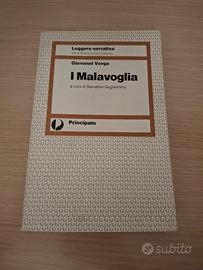 Leggere narrativa
Giovanni Verga
I Malavoglia
a cura di Salvatore Guglielmino
Principato
subito